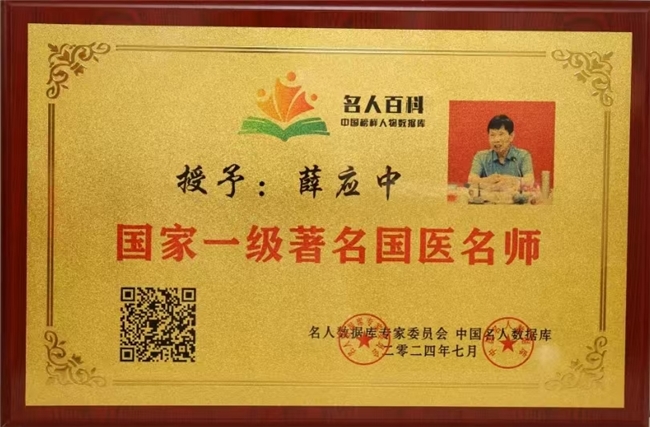 名人百科
中国榜样人物数据库
授予：薛应中
国家一级著名国医名师
名人数据库专家委员会 中国名人数据库
二零二四年七月